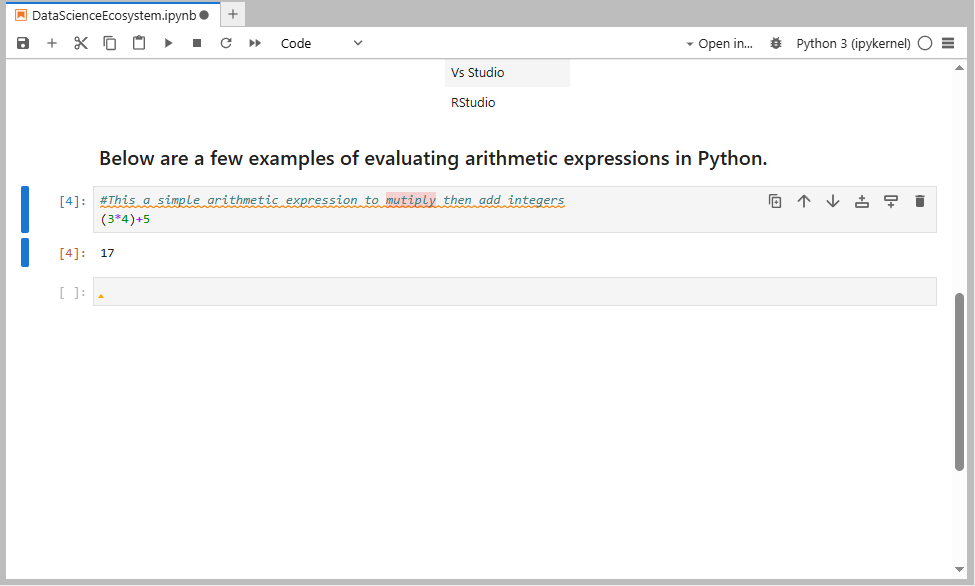 DataScienceEcosystem.ipynb
Code
Open in...
Python 3 (ipykernel)
Vs Studio
RStudio
Below are a few examples of evaluating arithmetic expressions in Python.
[4]: #This a simple arithmetic expression to mutiply then add integers
(3*4)+5
[4]: 17
[ ]: